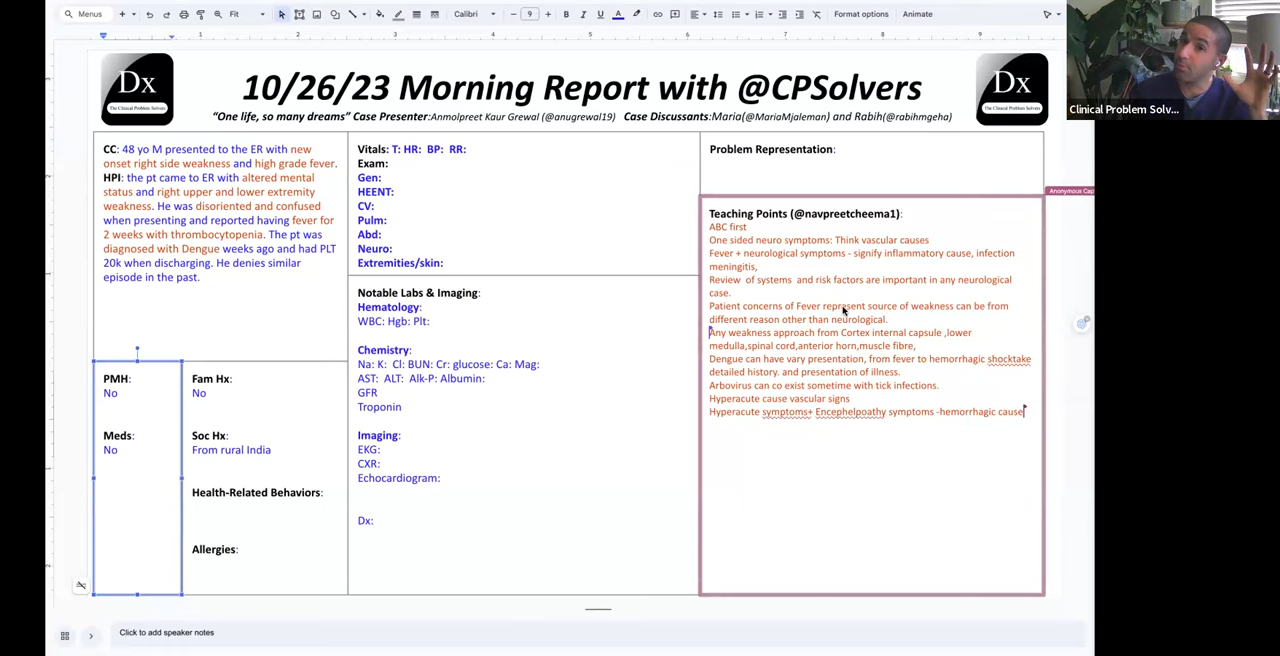 Menus
Fit
Calibri
9
B I U A
Format options
Animate
1 2 3 4 5 6 7 8 9
Clinical Problem Solv...
Dx
The Clinical Problem Solvers
10/26/23 Morning Report with @CPSolvers
"One life, so many dreams" Case Presenter:Anmolpreet Kaur Grewal (@anugrewal19) Case Discussants:Maria(@MariaMjaleman) and Rabih(@rabihmgeha)
Dx
The Clinical Problem Solvers
CC: 48 yo M presented to the ER with new
onset right side weakness and high grade fever.
HPI: the pt came to ER with altered mental
status and right upper and lower extremity
weakness. He was disoriented and confused
when presenting and reported having fever for
2 weeks with thrombocytopenia. The pt was
diagnosed with Dengue weeks ago and had PLT
20k when discharging. He denies similar
episode in the past.
PMH:
No
Meds:
No
Fam Hx:
No
Soc Hx:
From rural India
Health-Related Behaviors:
Allergies:
Vitals: T: HR: BP: RR:
Exam:
Gen:
HEENT:
CV:
Pulm:
Abd:
Neuro:
Extremities/skin:
Notable Labs & Imaging:
Hematology:
WBC: Hgb: Plt:
Chemistry:
Na: K: Cl: BUN: Cr: glucose: Ca: Mag:
AST: ALT: Alk-P: Albumin:
GFR
Troponin
Imaging:
EKG:
CXR:
Echocardiogram:
Dx:
Problem Representation:
Anonymous Cap
Teaching Points (@navpreetcheema1):
ABC first
One sided neuro symptoms: Think vascular causes
Fever + neurological symptoms - signify inflammatory cause, infection
meningitis,
Review of systems and risk factors are important in any neurological
case.
Patient concerns of Fever represent source of weakness can be from
different reason other than neurological.
Any weakness approach from Cortex internal capsule ,lower
medulla,spinal cord,anterior horn,muscle fibre,
Dengue can have vary presentation, from fever to hemorrhagic shocktake
detailed history. and presentation of illness.
Arbovirus can co exist sometime with tick infections.
Hyperacute cause vascular signs
Hyperacute symptoms+ Encephelpoathy symptoms -hemorrhagic cause
Click to add speaker notes